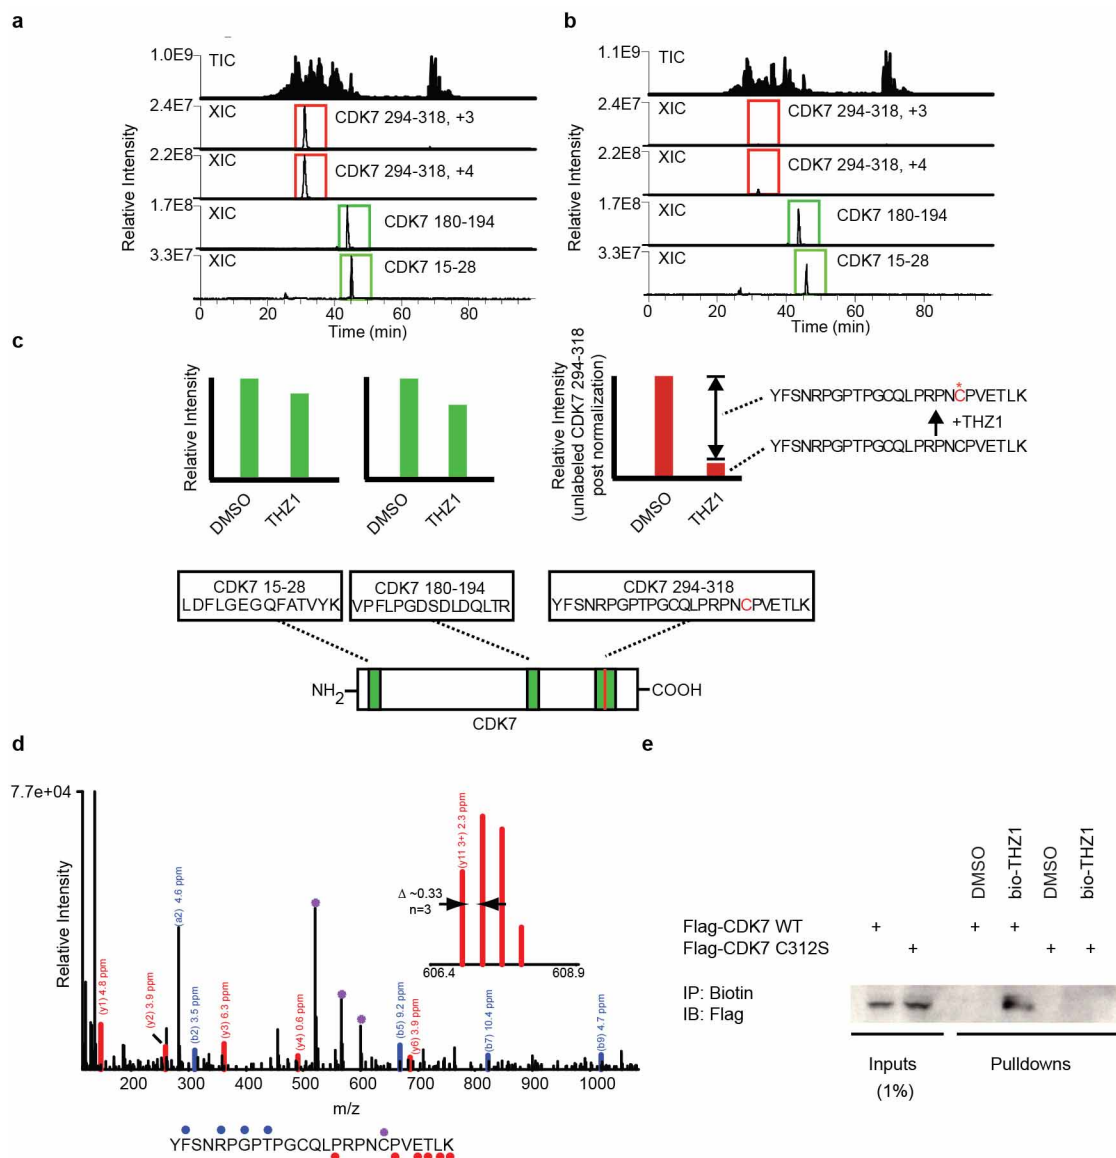 a
1.0E9
TIC
2.4E7
XIC
CDK7 294-318, +3
2.2E8
XIC
CDK7 294-318, +4
1.7E8
XIC
CDK7 180-194
3.3E7
XIC
CDK7 15-28
Relative Intensity
0 20 40 60 80
Time (min)
b
1.1E9
TIC
2.4E7
XIC
CDK7 294-318, +3
2.2E8
XIC
CDK7 294-318, +4
1.7E8
XIC
CDK7 180-194
3.3E7
XIC
CDK7 15-28
Relative Intensity
0 20 40 60 80
Time (min)
c
Relative Intensity
DMSO
THZ1
Relative Intensity
DMSO
THZ1
Relative Intensity
(unlabeled CDK7 294-318
post normalization)
DMSO
THZ1
*
YFSNRPGPTPGCQLPRPNCPVETLK
+THZ1
YFSNRPGPTPGCQLPRPNCPVETLK
CDK7 15-28
LDFLGEGQFATVYK
CDK7 180-194
VPFLPGDSDLDQLTR
CDK7 294-318
YFSNRPGPTPGCQLPRPNCPVETLK
NH2
COOH
CDK7
d
7.7e+04
Relative Intensity
(y1) 4.8 ppm
(y2) 3.9 ppm
(a2) 4.6 ppm
(b2) 3.5 ppm
(y3) 6.3 ppm
(y4) 0.6 ppm
(b5) 9.2 ppm
(y6) 3.9 ppm
(b7) 10.4 ppm
(b9) 4.7 ppm
(y11 3+) 2.3 ppm
Δ ~0.33
n=3
606.4
608.9
200 300 400 500 600 700 800 900 1000
m/z
YFSNRPGPTPGCQLPRPNCPVETLK
e
DMSO
bio-THZ1
DMSO
bio-THZ1
Flag-CDK7 WT + + +
Flag-CDK7 C312S + + +
IP: Biotin
IB: Flag
Inputs
(1%)
Pulldowns